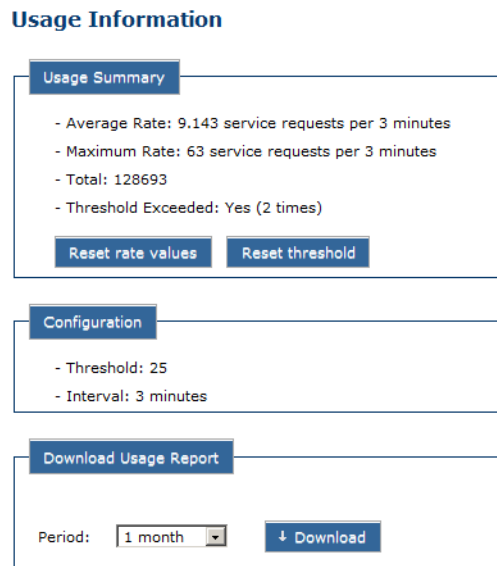 Usage Information
Usage Summary
- Average Rate: 9.143 service requests per 3 minutes
- Maximum Rate: 63 service requests per 3 minutes
- Total: 128693
- Threshold Exceeded: Yes (2 times)
Reset rate values Reset threshold
Configuration
- Threshold: 25
- Interval: 3 minutes
Download Usage Report
Period: 1 month Download